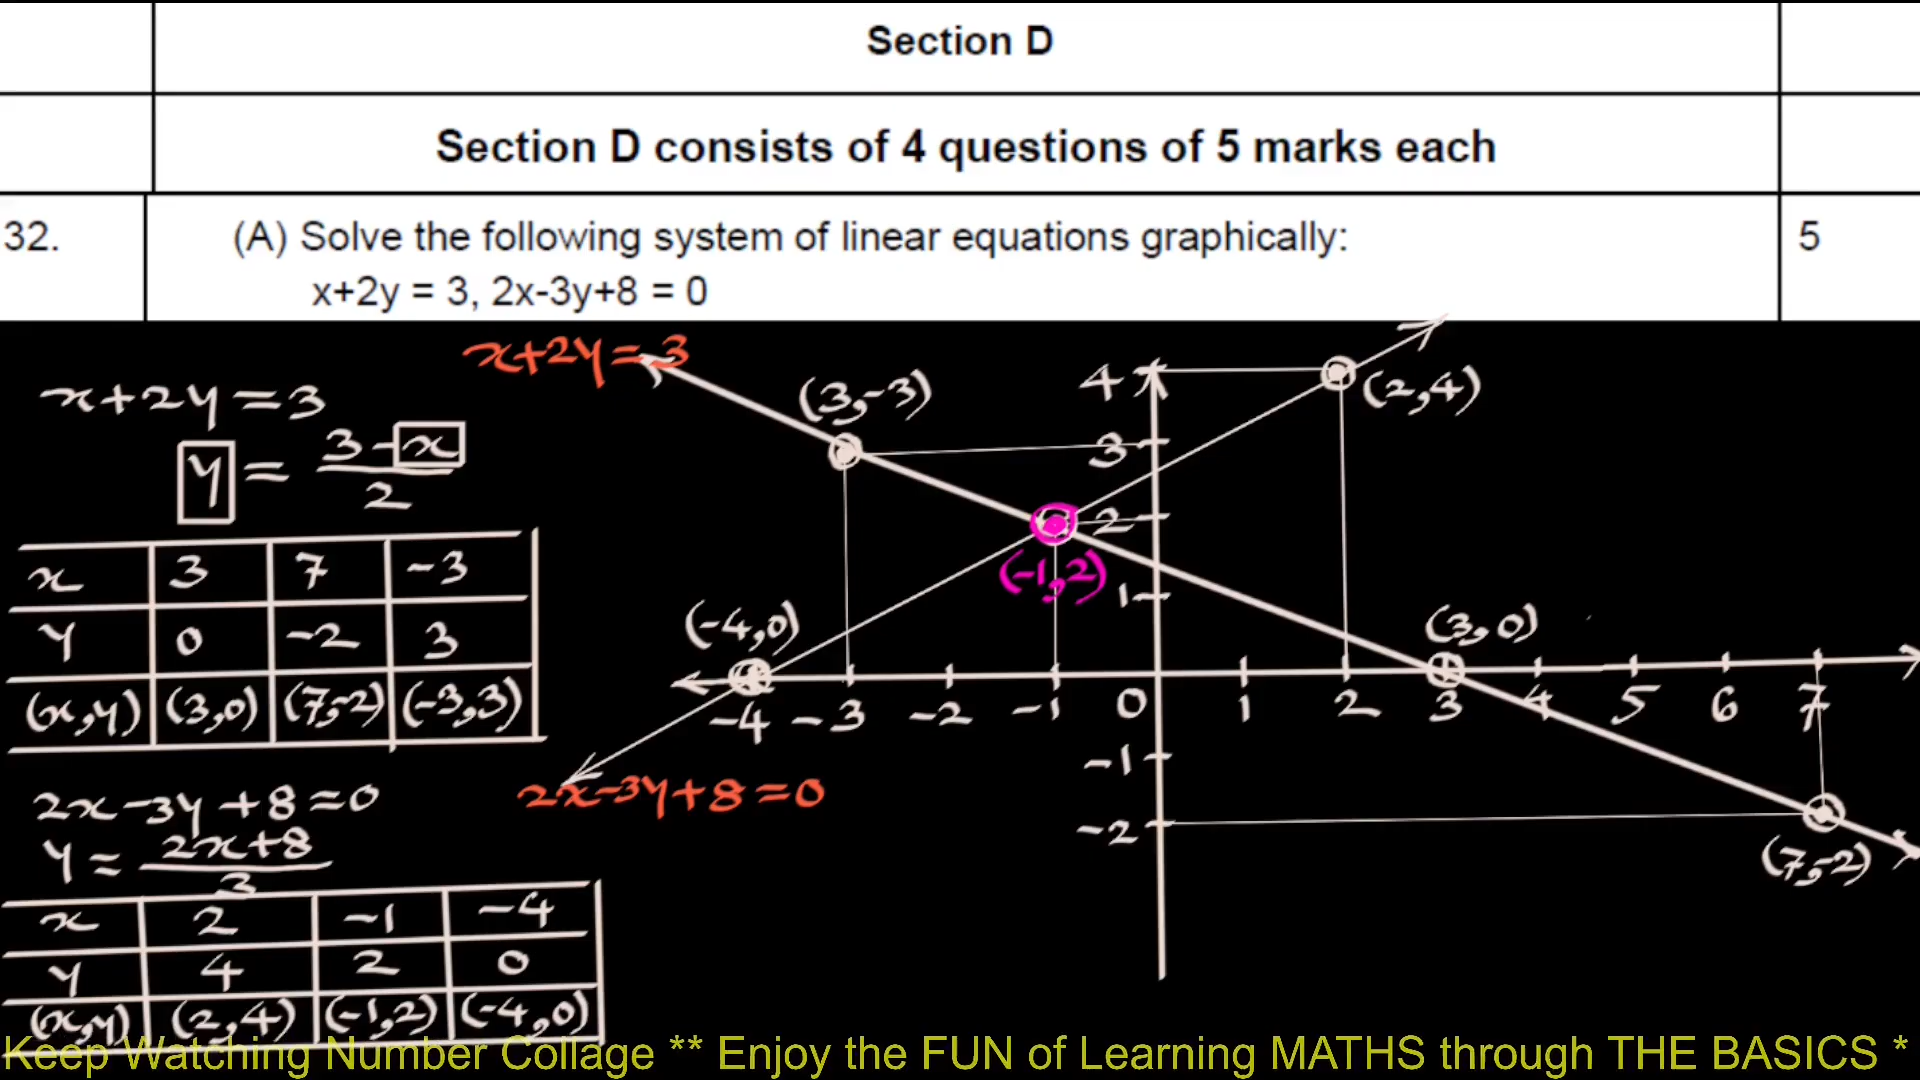 Section D
Section D consists of 4 questions of 5 marks each
32. (A) Solve the following system of linear equations graphically: 5
x+2y = 3, 2x-3y+8 = 0
x+2y=3
y = 3-x
2
x 3 7 -3
y 0 -2 3
(x,y) (3,0) (7,-2) (-3,3)
2x-3y+8=0
y = 2x+8
3
x 2 -1 -4
y 4 2 0
(x,y) (2,4) (-1,2) (-4,0)
x+2y=3
(3,-3)
4
(2,4)
3
2
(-1,2)
1
(-4,0)
(3,0)
-4 -3 -2 -1 0 1 2 3 4 5 6 7
-1
2x-3y+8=0
-2
(7,-2)
Keep Watching Number Collage ** Enjoy the FUN of Learning MATHS through THE BASICS *